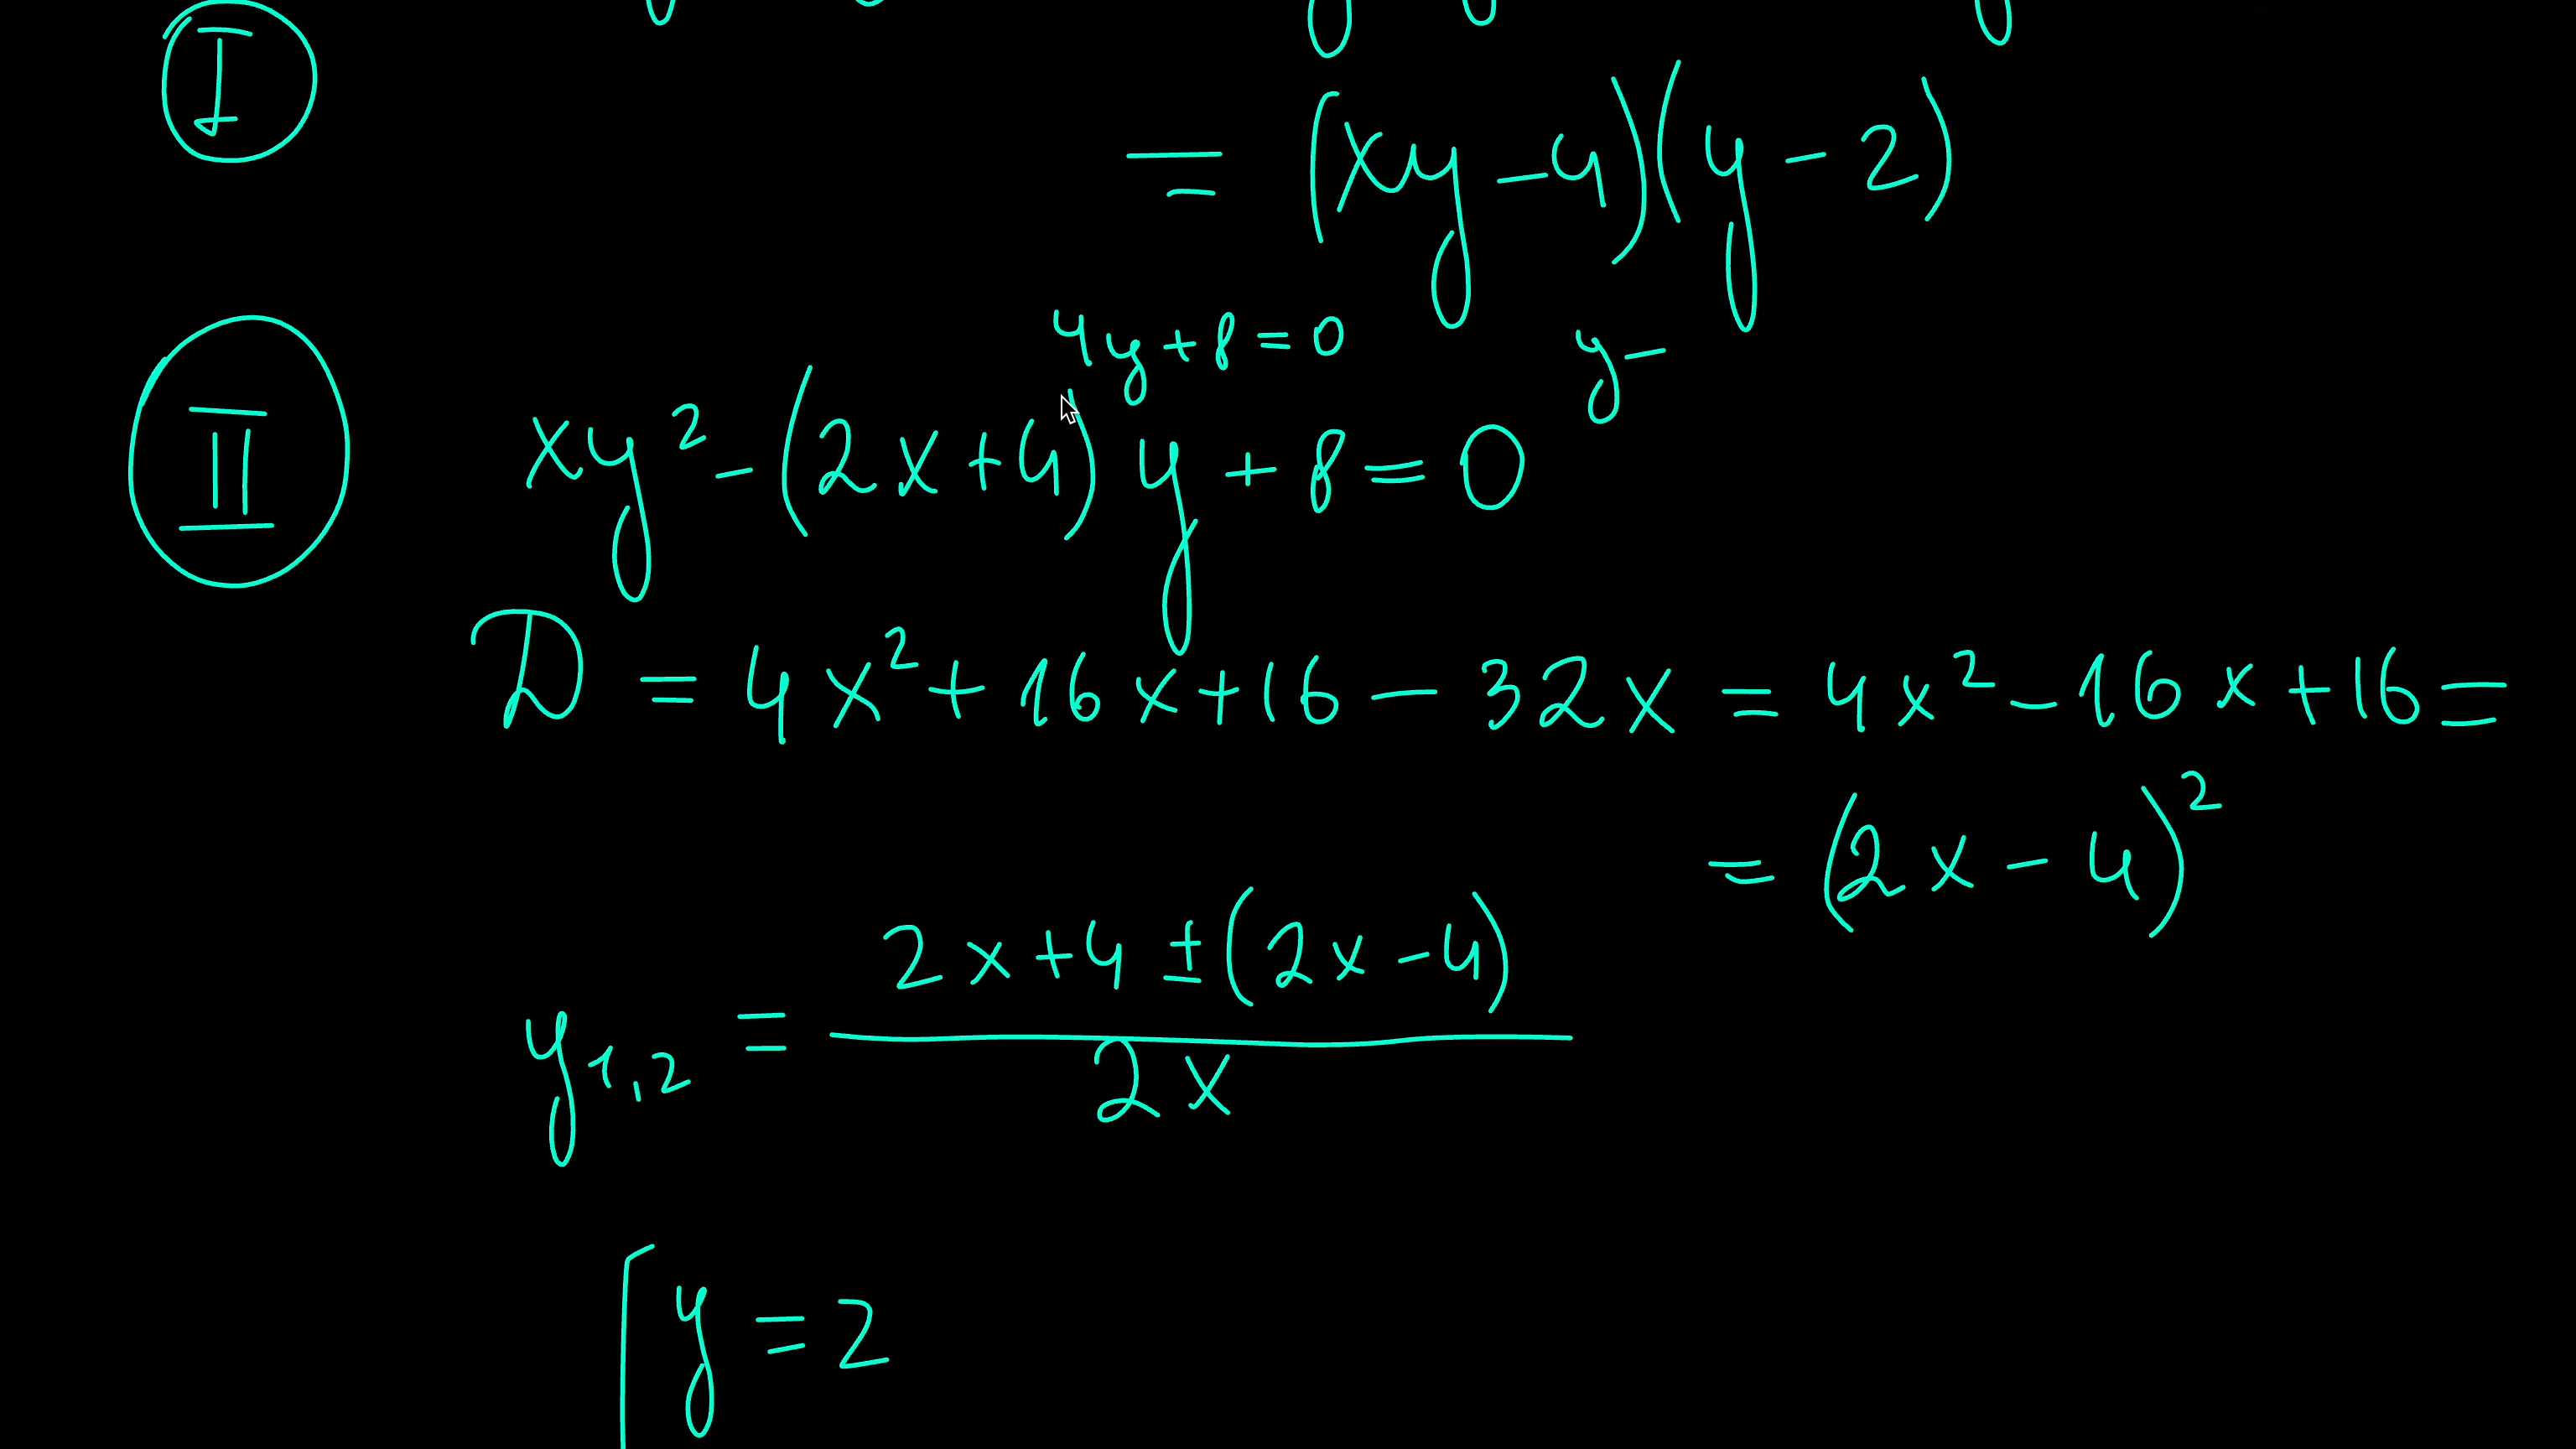 I
= (xy-4)(y-2)
4y+8=0 y-
II
xy²-(2x+4)y+8=0
D = 4x²+16x+16-32x=4x²-16x+16=
= (2x-4)²
y₁,₂ = (2x+4±(2x-4))/2x
[y=2